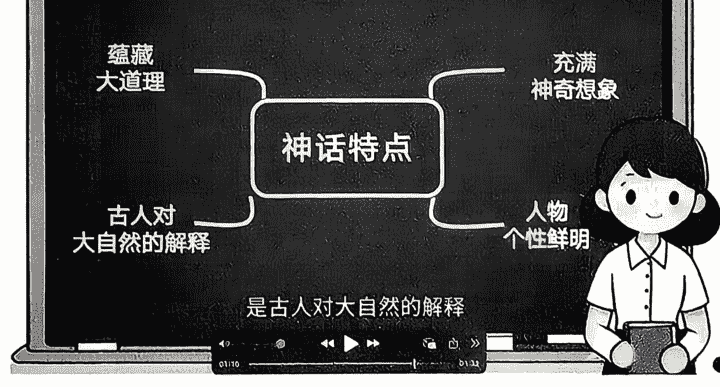 蕴藏
大道理
充满
神奇想象
神话特点
古人对
大自然的解释
人物
个性鲜明
是古人对大自然的解释
01:10